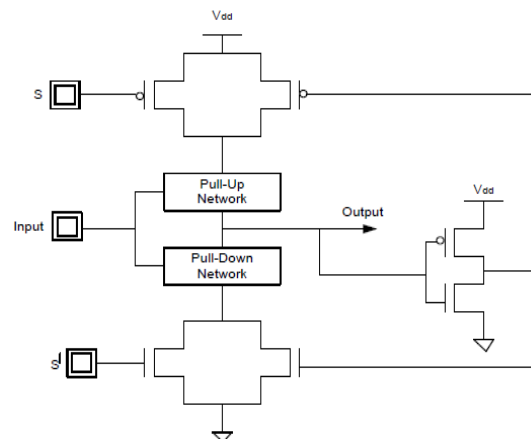 Vdd
S
Pull-Up
Network
Input
Output
Vdd
Pull-Down
Network
S'